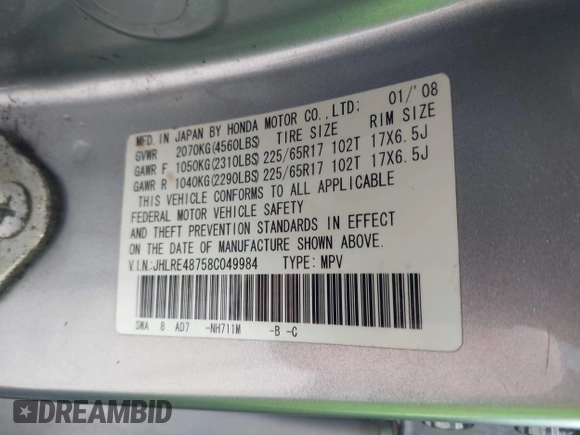 MFD. IN JAPAN BY HONDA MOTOR CO., LTD: 01/'08
GVWR 2070KG(4560LBS) TIRE SIZE RIM SIZE
GAWR F 1050KG(2310LBS) 225/65R17 102T 17X6.5J
GAWR R 1040KG(2290LBS) 225/65R17 102T 17X6.5J
THIS VEHICLE CONFORMS TO ALL APPLICABLE
FEDERAL MOTOR VEHICLE SAFETY
AND THEFT PREVENTION STANDARDS IN EFFECT
ON THE DATE OF MANUFACTURE SHOWN ABOVE.
V.I.N.:JHLRE48758C049984 TYPE: MPV
SWA 8 AD7 -NH711M -B -C
DREAMBID